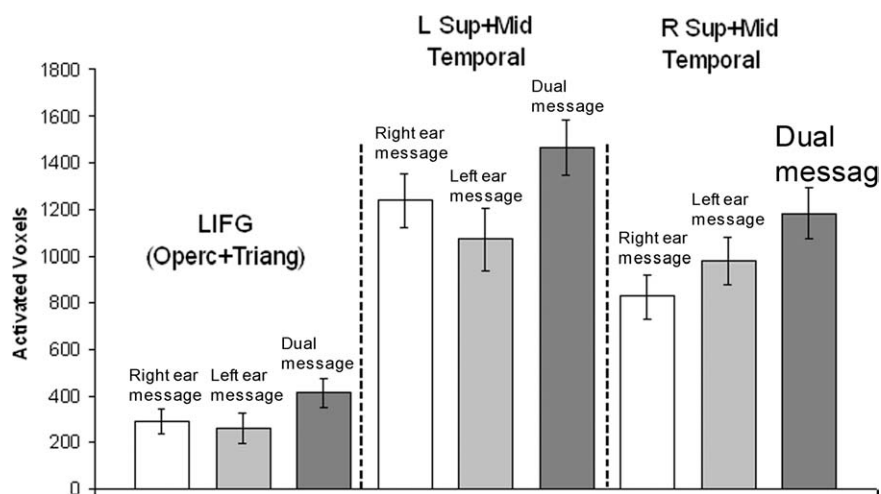 L Sup+Mid
Temporal
R Sup+Mid
Temporal
1800
1600
1400
1200
1000
800
600
400
200
0
Activated Voxels
LIFG
(Operc+Triang)
Right ear
message
Left ear
message
Dual
message
Right ear
message
Left ear
message
Dual
message
Right ear
message
Left ear
message
Dual
messag